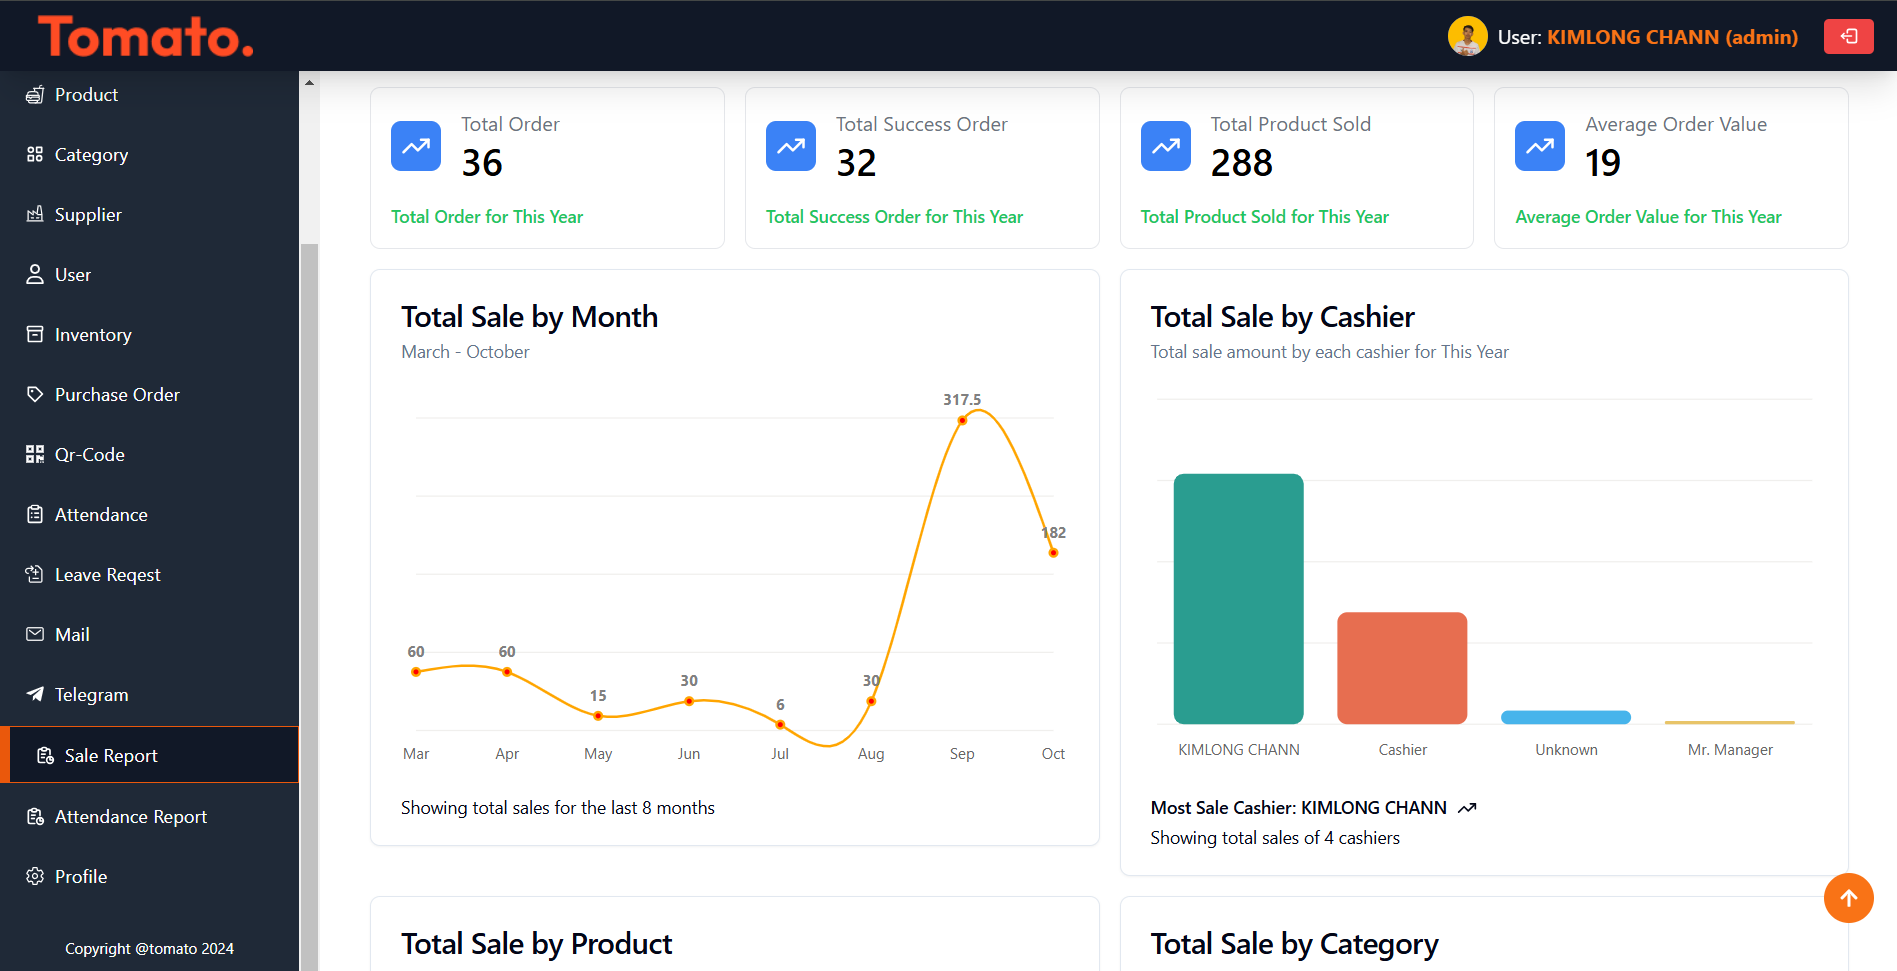 Tomato.
User: KIMLONG CHANN (admin)
Product
Category
Supplier
User
Inventory
Purchase Order
Qr-Code
Attendance
Leave Reqest
Mail
Telegram
Sale Report
Attendance Report
Profile
Copyright @tomato 2024
Total Order
36
Total Order for This Year
Total Success Order
32
Total Success Order for This Year
Total Product Sold
288
Total Product Sold for This Year
Average Order Value
19
Average Order Value for This Year
Total Sale by Month
March - October
60
60
15
30
6
30
317.5
182
Mar
Apr
May
Jun
Jul
Aug
Sep
Oct
Showing total sales for the last 8 months
Total Sale by Cashier
Total sale amount by each cashier for This Year
KIMLONG CHANN
Cashier
Unknown
Mr. Manager
Most Sale Cashier: KIMLONG CHANN
Showing total sales of 4 cashiers
Total Sale by Product
Total Sale by Category